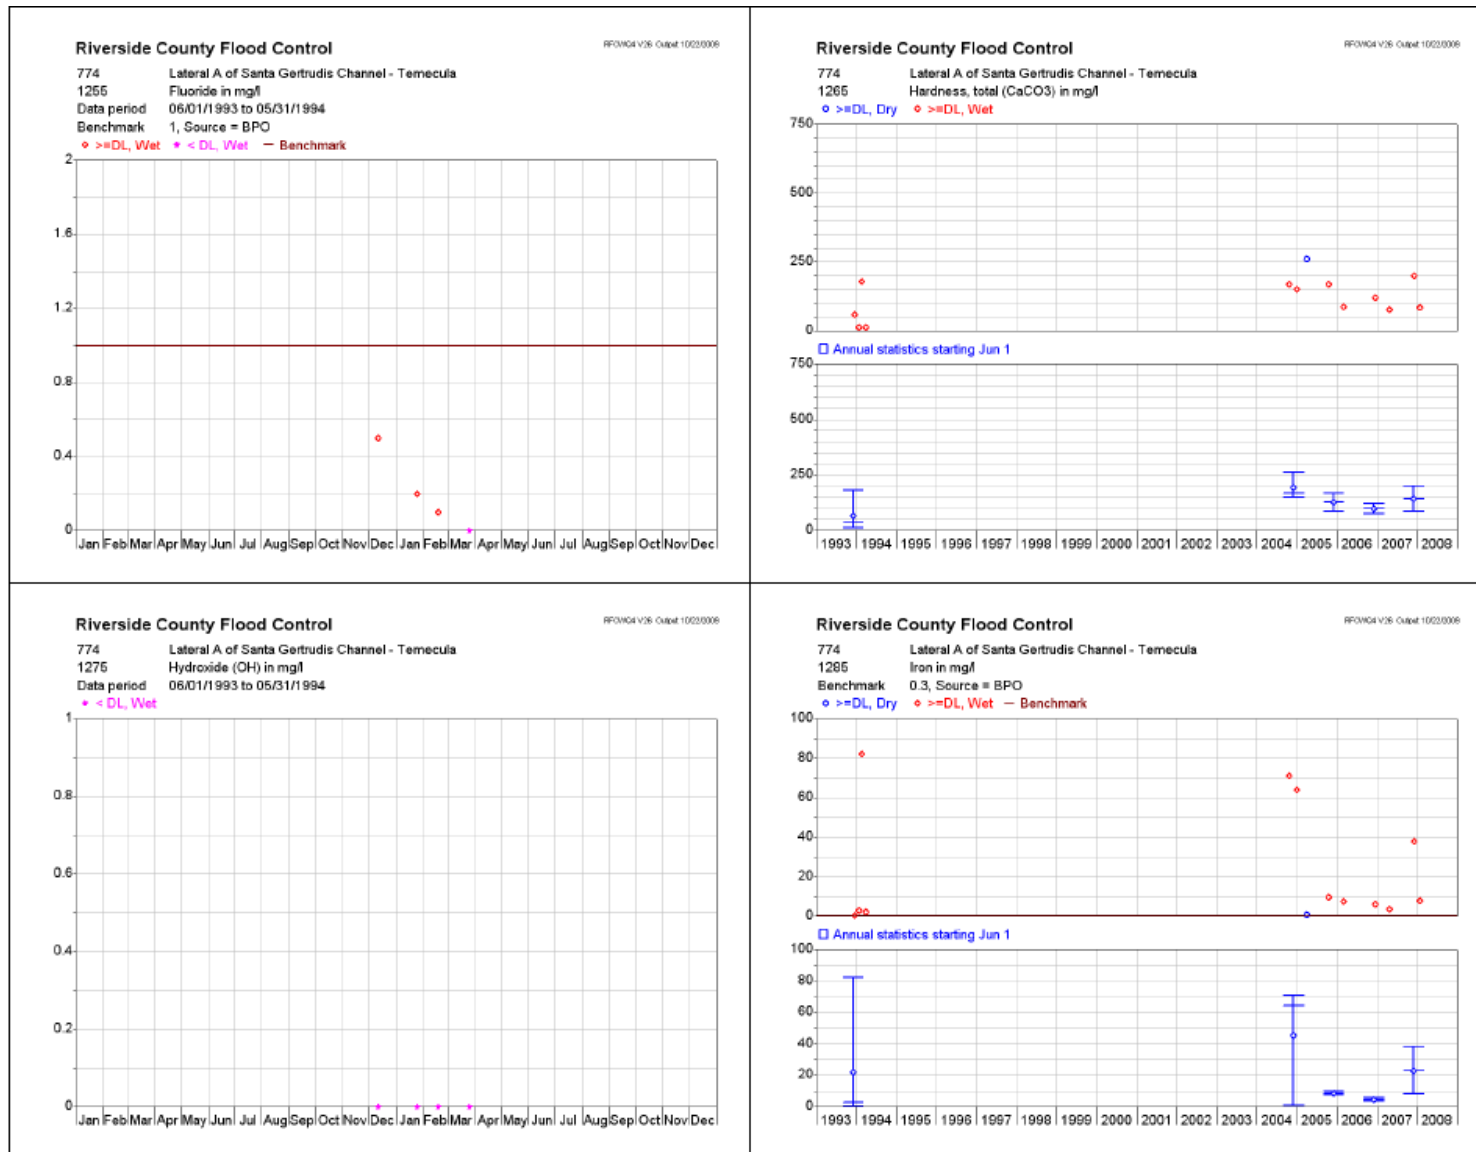 Riverside County Flood Control
774 Lateral A of Santa Gertrudis Channel - Temecula
1255 Fluoride in mg/l
Data period 06/01/1993 to 05/31/1994
Benchmark 1, Source = BPO
>=DL, Wet < DL, Wet Benchmark
2
1.6
1.2
0.8
0.4
0
Jan Feb Mar Apr May Jun Jul Aug Sep Oct Nov Dec Jan Feb Mar Apr May Jun Jul Aug Sep Oct Nov Dec
Riverside County Flood Control
774 Lateral A of Santa Gertrudis Channel - Temecula
1265 Hardness, total (CaCO3) in mg/l
>=DL, Dry >=DL, Wet
750
500
250
0
Annual statistics starting Jun 1
750
500
250
0
1993 1994 1995 1996 1997 1998 1999 2000 2001 2002 2003 2004 2005 2006 2007 2008
Riverside County Flood Control
774 Lateral A of Santa Gertrudis Channel - Temecula
1275 Hydroxide (OH) in mg/l
Data period 06/01/1993 to 05/31/1994
< DL, Wet
1
0.8
0.6
0.4
0.2
0
Jan Feb Mar Apr May Jun Jul Aug Sep Oct Nov Dec Jan Feb Mar Apr May Jun Jul Aug Sep Oct Nov Dec
Riverside County Flood Control
774 Lateral A of Santa Gertrudis Channel - Temecula
1285 Iron in mg/l
Benchmark 0.3, Source = BPO
>=DL, Dry >=DL, Wet Benchmark
100
80
60
40
20
0
Annual statistics starting Jun 1
100
80
60
40
20
0
1993 1994 1995 1996 1997 1998 1999 2000 2001 2002 2003 2004 2005 2006 2007 2008